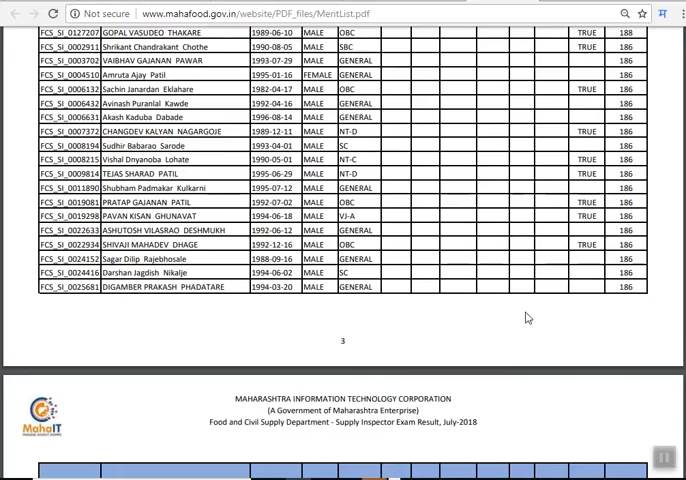 Not secure | www.mahafood.gov.in/website/PDF_files/MentList.pdf
FCS_SI_0127207 GOPAL VASUDEO THAKARE 1989-06-10 MALE OBC TRUE 188
FCS_SI_0002911 Shrikant Chandrakant Chothe 1990-08-05 MALE SBC TRUE 186
FCS_SI_0003702 VAIBHAV GAJANAN PAWAR 1993-07-29 MALE GENERAL 186
FCS_SI_0004510 Amruta Ajay Patil 1995-01-16 FEMALE GENERAL 186
FCS_SI_0006132 Sachin Janardan Eklahare 1982-04-17 MALE OBC TRUE 186
FCS_SI_0006432 Avinash Puranlal Kawde 1992-04-16 MALE GENERAL 186
FCS_SI_0006631 Akash Kaduba Dabade 1996-08-14 MALE GENERAL 186
FCS_SI_0007372 CHANGDEV KALYAN NAGARGOJE 1989-12-11 MALE NT-D TRUE 186
FCS_SI_0008194 Sudhir Babarao Sarode 1993-04-01 MALE SC 186
FCS_SI_0008215 Vishal Dnyanoba Lohate 1990-05-01 MALE NT-C TRUE 186
FCS_SI_0009814 TEJAS SHARAD PATIL 1995-06-29 MALE NT-D TRUE 186
FCS_SI_0011890 Shubham Padmakar Kulkarni 1995-07-12 MALE GENERAL 186
FCS_SI_0019081 PRATAP GAJANAN PATIL 1992-07-02 MALE OBC TRUE 186
FCS_SI_0019298 PAVAN KISAN GHUNAVAT 1994-06-18 MALE VJ-A TRUE 186
FCS_SI_0022633 ASHUTOSH VILASRAO DESHMUKH 1992-06-12 MALE GENERAL 186
FCS_SI_0022934 SHIVAJI MAHADEV DHAGE 1992-12-16 MALE OBC TRUE 186
FCS_SI_0024152 Sagar Dilip Rajebhosale 1988-09-16 MALE GENERAL 186
FCS_SI_0024416 Darshan Jagdish Nikalje 1994-06-02 MALE SC 186
FCS_SI_0025681 DIGAMBER PRAKASH PHADATARE 1994-03-20 MALE GENERAL 186
3
MAHARASHTRA INFORMATION TECHNOLOGY CORPORATION
(A Government of Maharashtra Enterprise)
Food and Civil Supply Department - Supply Inspector Exam Result, July-2018
MahaIT